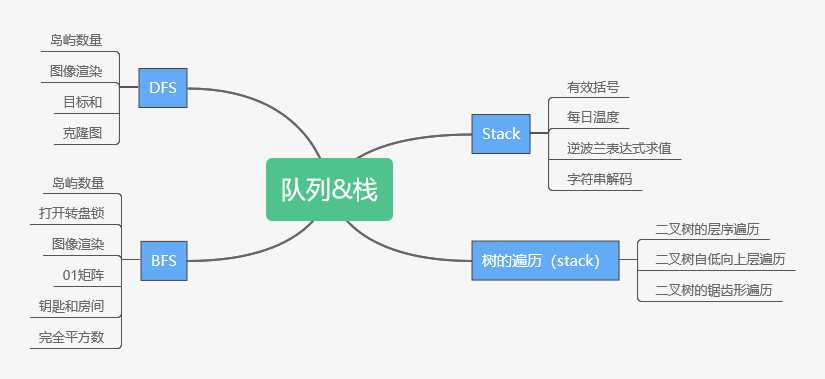 队列&栈
DFS
岛屿数量
图像渲染
目标和
克隆图
BFS
岛屿数量
打开转盘锁
图像渲染
01矩阵
钥匙和房间
完全平方数
Stack
有效括号
每日温度
逆波兰表达式求值
字符串解码
树的遍历（stack）
二叉树的层序遍历
二叉树自低向上层遍历
二叉树的锯齿形遍历